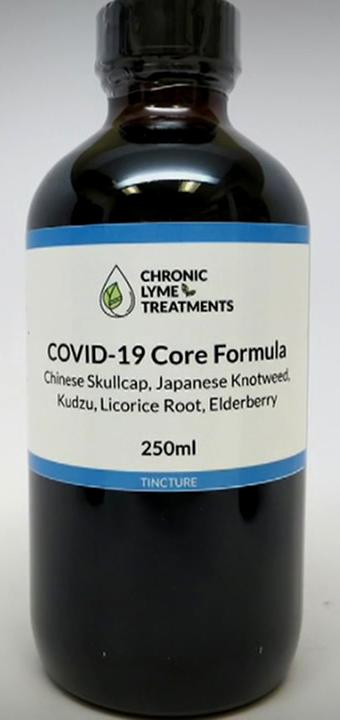 CHRONIC
LYME
TREATMENTS
COVID-19 Core Formula
Chinese Skullcap, Japanese Knotweed,
Kudzu, Licorice Root, Elderberry
250ml
TINCTURE